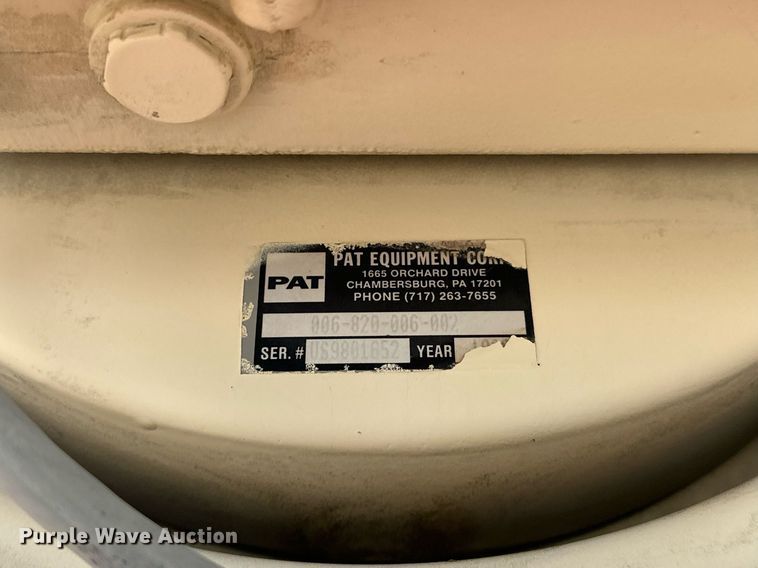 PAT
PAT EQUIPMENT
1665 ORCHARD DRIVE
CHAMBERSBURG, PA 17201
PHONE (717) 263-7655
006-820-006-002
SER. # US9801652 YEAR
Purple Wave Auction